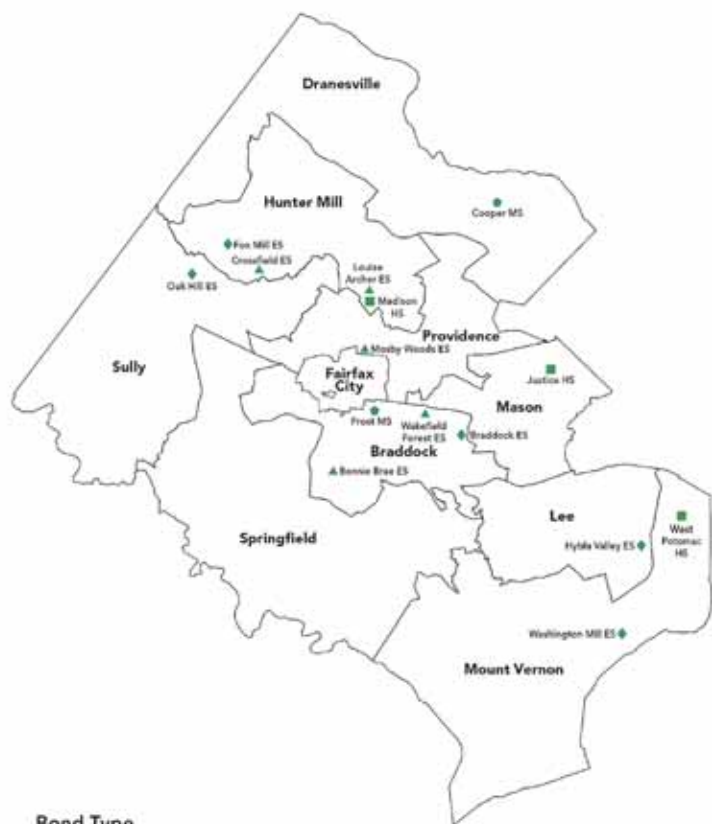 Dranesville
Hunter Mill
Cooper MS
Fox Mill ES
Crossfield ES
Oak Hill ES
Louise
Archer ES
Madison
HS
Providence
Mosby Woods ES
Sully
Fairfax
City
Justice HS
Mason
Frost MS
Wakefield
Forest ES
Braddock ES
Braddock
Bonnie Brae ES
Lee
West
Potomac
HS
Springfield
Hybla Valley ES
Washington Mill ES
Mount Vernon
Bond Type